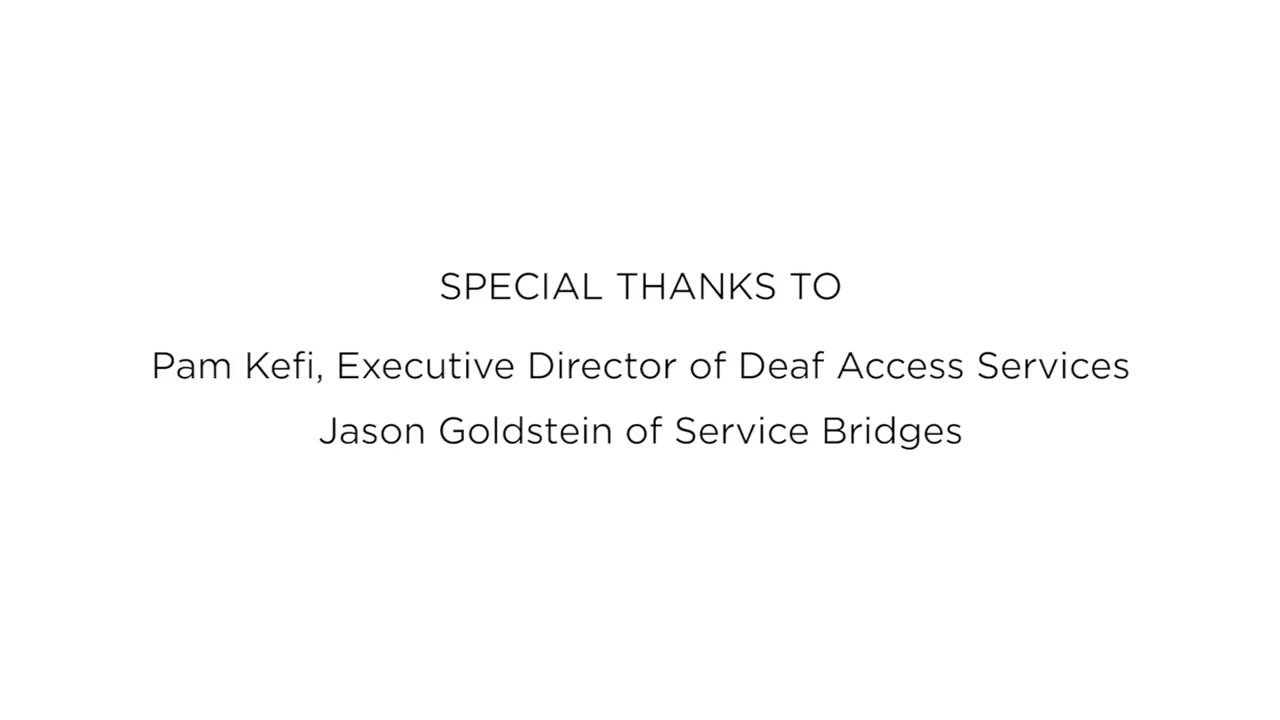 SPECIAL THANKS TO
Pam Kefi, Executive Director of Deaf Access Services
Jason Goldstein of Service Bridges